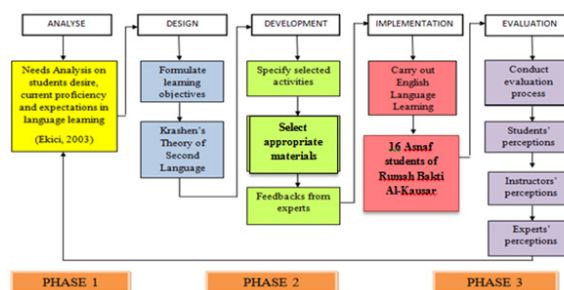 ANALYSE
DESIGN
DEVELOPMENT
IMPLEMENTATION
EVALUATION
Needs Analysis on
students desire,
current proficiency
and expectations in
language learning
(Ekici, 2003)
Formulate
learning
objectives
Krashen's
Theory of
Second
Language
Specify selected
activities
Select
appropriate
materials
Feedbacks from
experts
Carry out
English
Language
Learning
16 Asnaf
students of
Rumah Bakti
Al-Kausar
Conduct
evaluation
process
Students'
perceptions
Instructors'
perceptions
Experts'
perceptions
PHASE 1
PHASE 2
PHASE 3